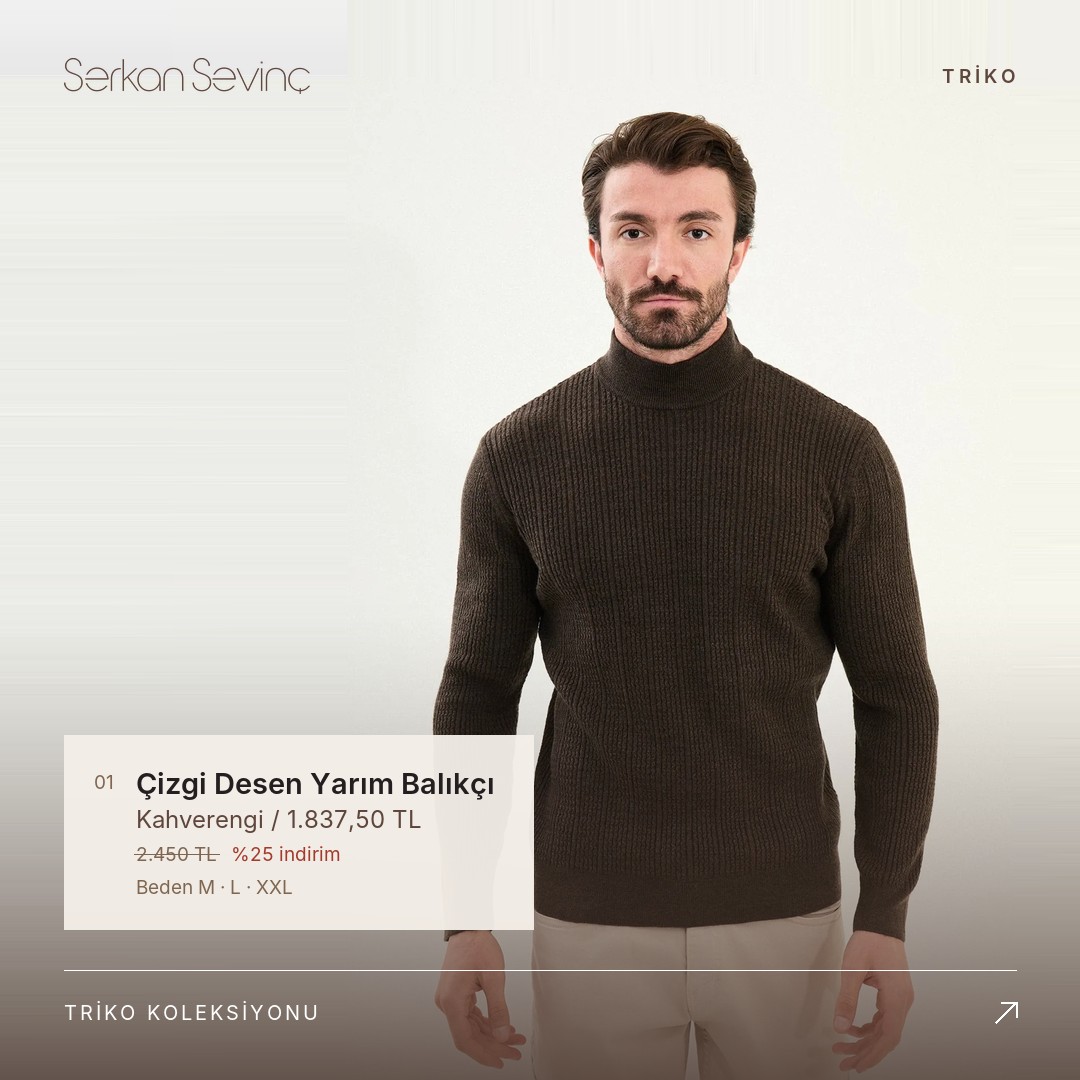 Serkan Sevinç
TRİKO
01 Çizgi Desen Yarım Balıkçı
Kahverengi / 1.837,50 TL
2.450 TL %25 indirim
Beden M · L · XXL
TRİKO KOLEKSİYONU